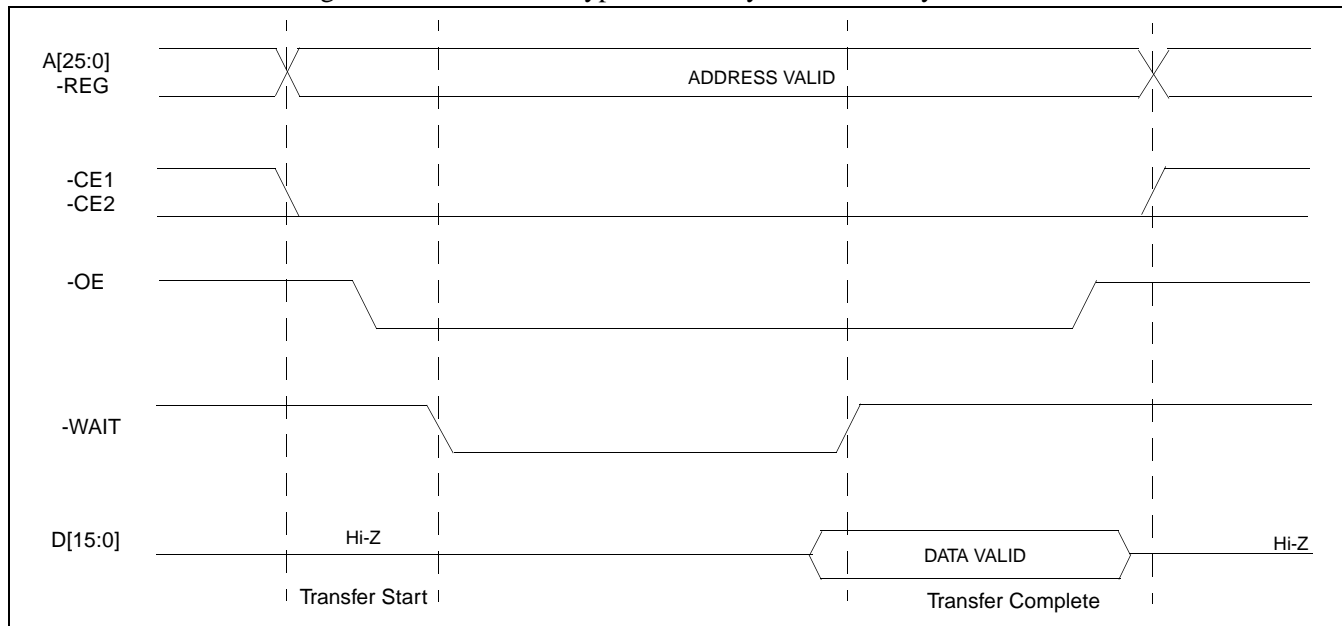 A[25:0]
-REG
ADDRESS VALID
-CE1
-CE2
-OE
-WAIT
D[15:0]
Hi-Z
DATA VALID
Hi-Z
Transfer Start
Transfer Complete